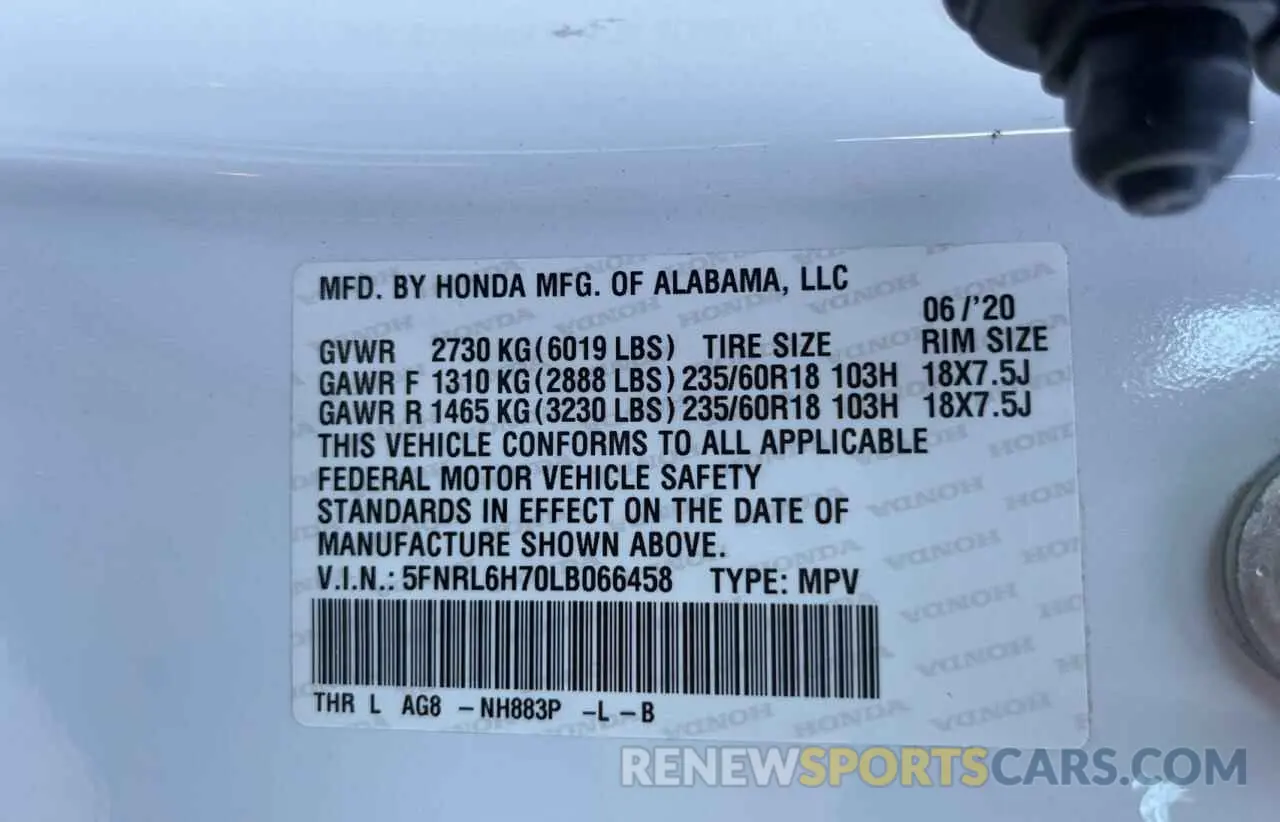 MFD. BY HONDA MFG. OF ALABAMA, LLC
06/'20
GVWR 2730 KG(6019 LBS) TIRE SIZE RIM SIZE
GAWR F 1310 KG(2888 LBS) 235/60R18 103H 18X7.5J
GAWR R 1465 KG(3230 LBS) 235/60R18 103H 18X7.5J
THIS VEHICLE CONFORMS TO ALL APPLICABLE
FEDERAL MOTOR VEHICLE SAFETY
STANDARDS IN EFFECT ON THE DATE OF
MANUFACTURE SHOWN ABOVE.
V.I.N.: 5FNRL6H70LB066458 TYPE: MPV
THR L AG8 -NH883P -L-B
RENEWSPORTSCARS.COM